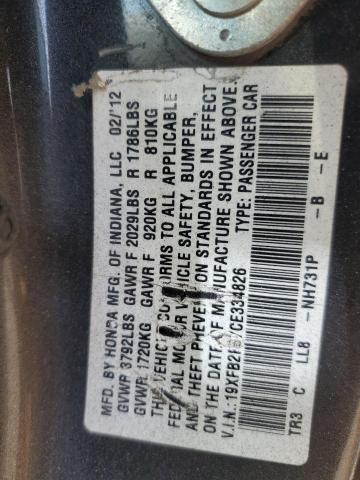 MFD. BY HONDA MFG. OF INDIANA, LLC 02/12
GVWR 3792LBS GAWR F 2029LBS R 1786LBS
GVWR 1720KG GAWR F 920KG R 810KG
THIS VEHICLE CONFORMS TO ALL APPLICABLE
FEDERAL MOTOR VEHICLE SAFETY, BUMPER,
AND THEFT PREVENTION STANDARDS IN EFFECT
ON THE DATE OF MANUFACTURE SHOWN ABOVE.
V.I.N.: TYPE: PASSENGER CAR
TR3 C LL8 -NH731P -B -E